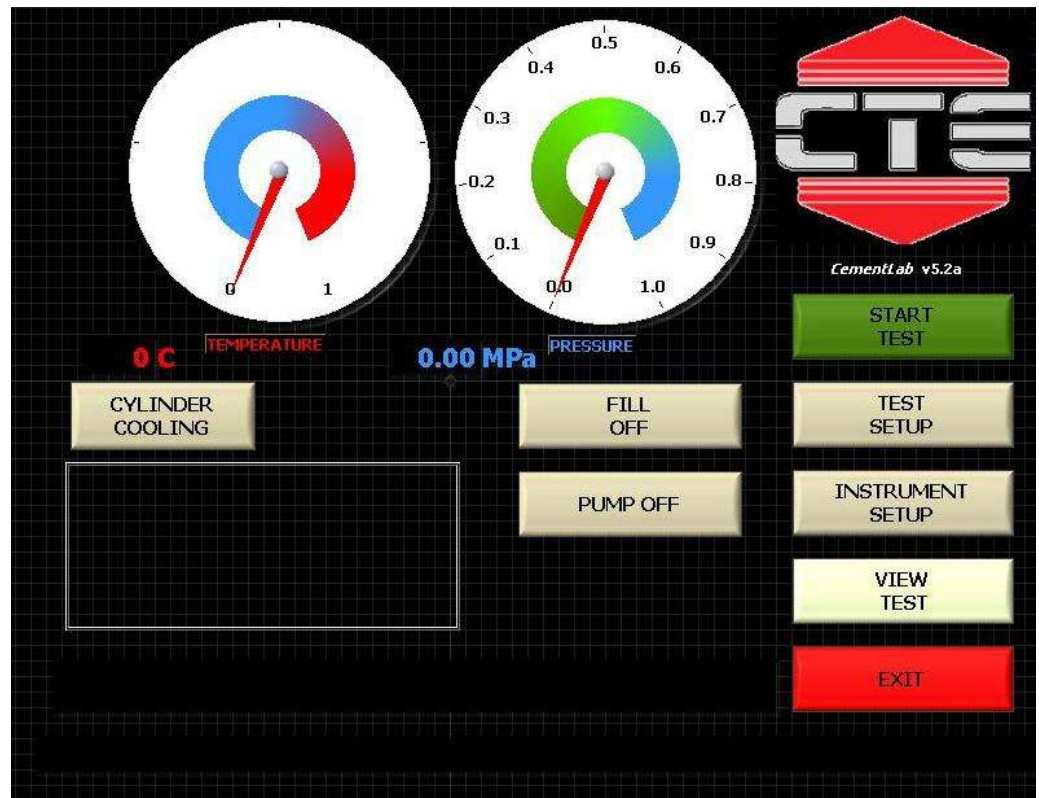 0.5
0.4
0.6
0.3
0.7
0.2
0.8
0.1
0.9
0
1
0.0
1.0
CTE
CementLab v5.2a
START
TEST
TEMPERATURE
PRESSURE
0 C
0.00 MPa
CYLINDER
COOLING
FILL
OFF
TEST
SETUP
PUMP OFF
INSTRUMENT
SETUP
VIEW
TEST
EXIT